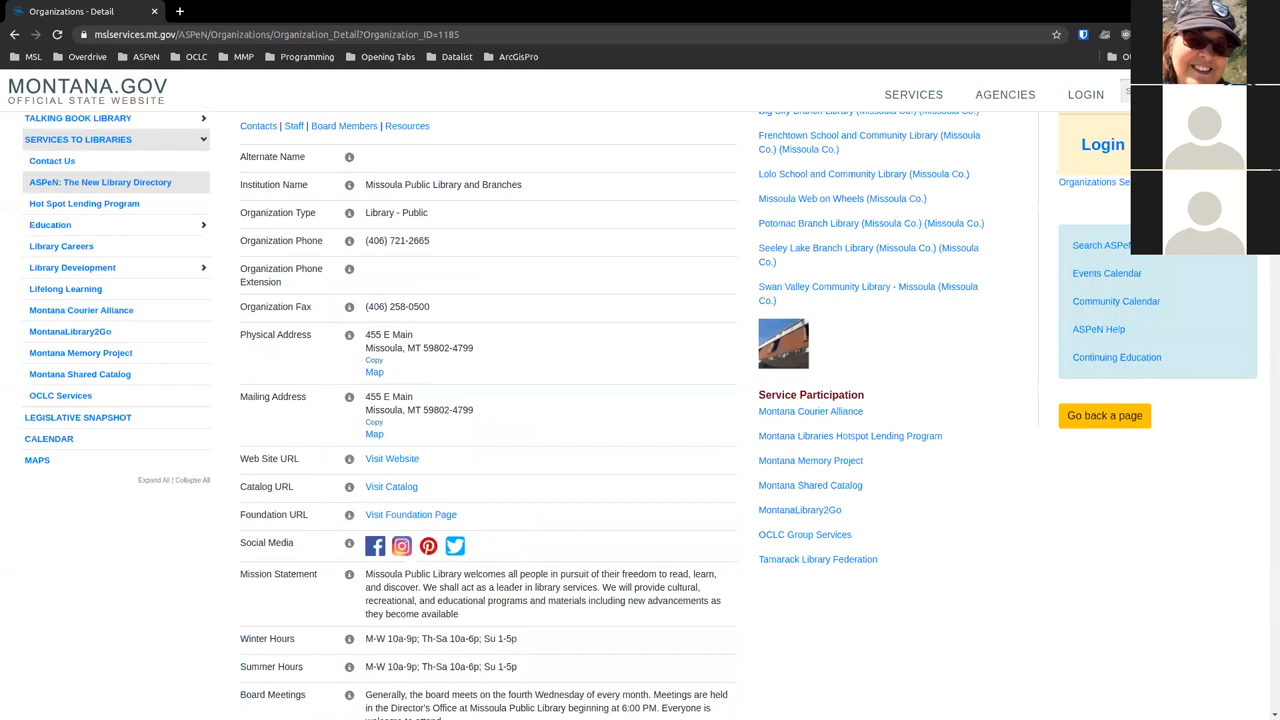 Organizations - Detail
mslservices.mt.gov/ASPeN/Organizations/Organization_Detail/?Organization_ID=1185
MSL
Overdrive
ASPeN
OCLC
MMP
Programming
Opening Tabs
Datalist
ArcGisPro
MONTANA.GOV
OFFICIAL STATE WEBSITE
SERVICES
AGENCIES
LOGIN
TALKING BOOK LIBRARY
SERVICES TO LIBRARIES
Contact Us
ASPeN: The New Library Directory
Hot Spot Lending Program
Education
Library Careers
Library Development
Lifelong Learning
Montana Courier Alliance
MontanaLibrary2Go
Montana Memory Project
Montana Shared Catalog
OCLC Services
LEGISLATIVE SNAPSHOT
CALENDAR
MAPS
Expand All | Collapse All
Contacts | Staff | Board Members | Resources
Alternate Name
Institution Name Missoula Public Library and Branches
Organization Type Library - Public
Organization Phone (406) 721-2665
Organization Phone
Extension
Organization Fax (406) 258-0500
Physical Address 455 E Main
Missoula, MT 59802-4799
Copy
Map
Mailing Address 455 E Main
Missoula, MT 59802-4799
Copy
Map
Web Site URL Visit Website
Catalog URL Visit Catalog
Foundation URL Visit Foundation Page
Social Media
Mission Statement Missoula Public Library welcomes all people in pursuit of their freedom to read, learn,
and discover. We shall act as a leader in library services. We will provide cultural,
recreational, and educational programs and materials including new advancements as
they become available
Winter Hours M-W 10a-9p; Th-Sa 10a-6p; Su 1-5p
Summer Hours M-W 10a-9p; Th-Sa 10a-6p; Su 1-5p
Board Meetings Generally, the board meets on the fourth Wednesday of every month. Meetings are held
in the Director's Office at Missoula Public Library beginning at 6:00 PM. Everyone is
welcome to attend
Big Sky Branch Library (Missoula Co.) (Missoula Co.)
Frenchtown School and Community Library (Missoula
Co.) (Missoula Co.)
Lolo School and Community Library (Missoula Co.)
Missoula Web on Wheels (Missoula Co.)
Potomac Branch Library (Missoula Co.) (Missoula Co.)
Seeley Lake Branch Library (Missoula Co.) (Missoula
Co.)
Swan Valley Community Library - Missoula (Missoula
Co.)
Service Participation
Montana Courier Alliance
Montana Libraries Hotspot Lending Program
Montana Memory Project
Montana Shared Catalog
MontanaLibrary2Go
OCLC Group Services
Tamarack Library Federation
Login
Organizations Se
Search ASPeN
Events Calendar
Community Calendar
ASPeN Help
Continuing Education
Go back a page